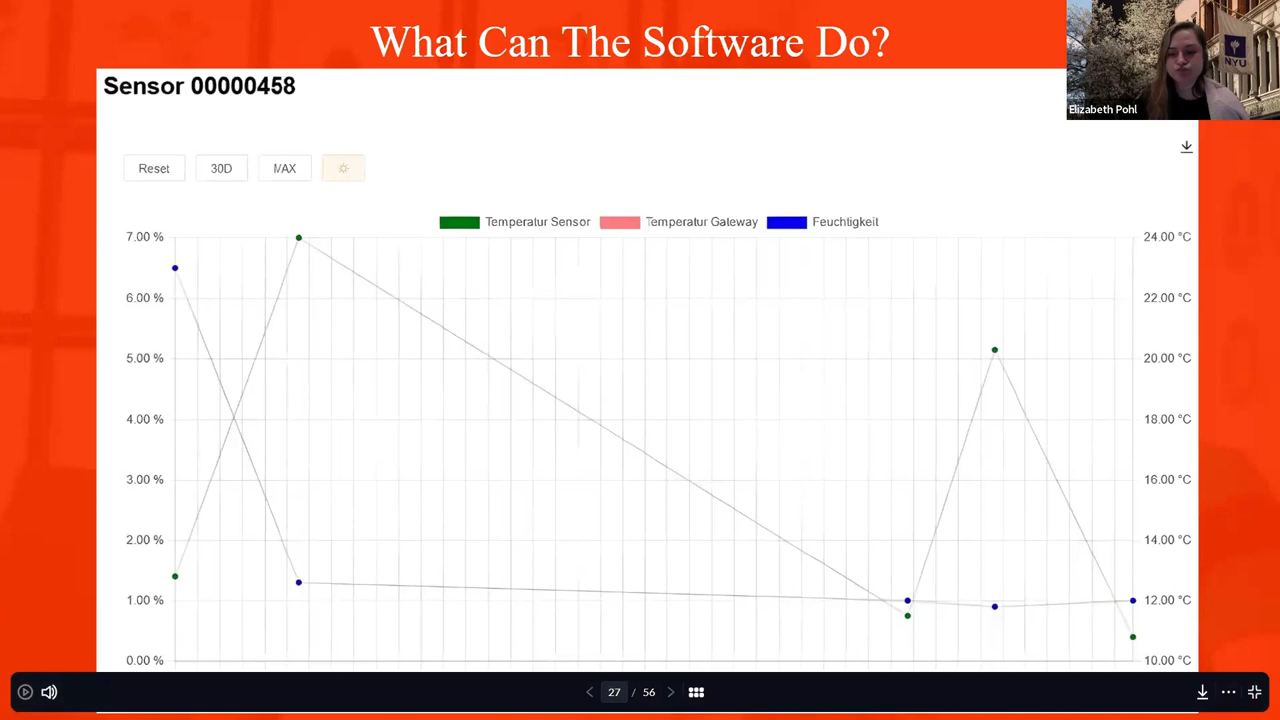 What Can The Software Do?
NYU
Elizabeth Pohl
Sensor 00000458
Reset 30D MAX
Temperatur Sensor Temperatur Gateway Feuchtigkeit
7.00 % 24.00 °C
6.00 % 22.00 °C
5.00 % 20.00 °C
4.00 % 18.00 °C
3.00 % 16.00 °C
2.00 % 14.00 °C
1.00 % 12.00 °C
0.00 % 10.00 °C
27 / 56